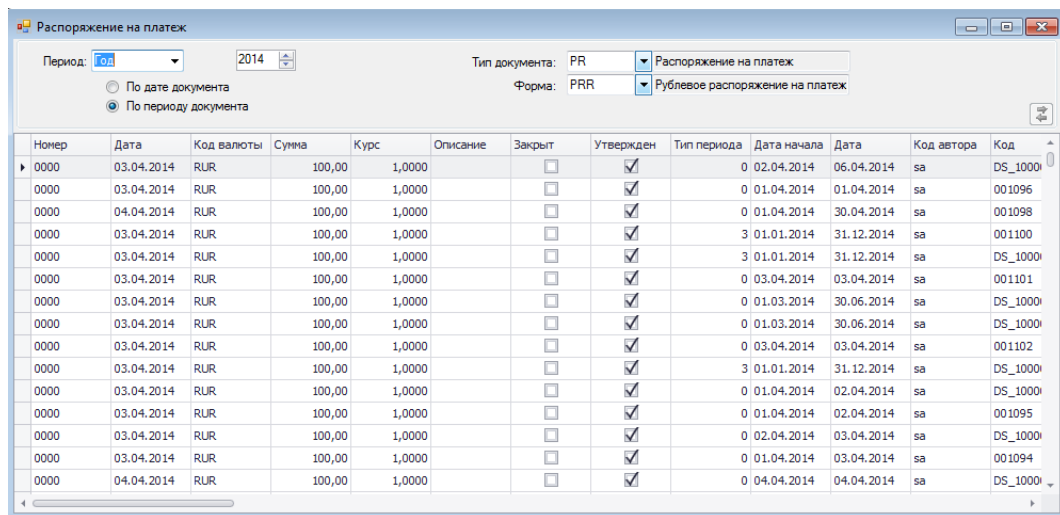 Распоряжение на платеж
Период: Год 2014 Тип документа: PR Распоряжение на платеж
По дате документа Форма: PRR Рублевое распоряжение на платеж
По периоду документа
Номер Дата Код валюты Сумма Курс Описание Закрыт Утвержден Тип периода Дата начала Дата Код автора Код
0000 03.04.2014 RUR 100,00 1,0000 0 02.04.2014 06.04.2014 sa DS_1000
0000 03.04.2014 RUR 100,00 1,0000 0 01.04.2014 01.04.2014 sa 001096
0000 04.04.2014 RUR 100,00 1,0000 0 01.04.2014 30.04.2014 sa 001098
0000 03.04.2014 RUR 100,00 1,0000 3 01.01.2014 31.12.2014 sa 001100
0000 03.04.2014 RUR 100,00 1,0000 3 01.01.2014 31.12.2014 sa DS_1000
0000 03.04.2014 RUR 100,00 1,0000 0 03.04.2014 03.04.2014 sa 001101
0000 03.04.2014 RUR 100,00 1,0000 0 01.03.2014 30.06.2014 sa DS_1000
0000 03.04.2014 RUR 100,00 1,0000 0 01.03.2014 30.06.2014 sa DS_1000
0000 03.04.2014 RUR 100,00 1,0000 0 03.04.2014 03.04.2014 sa 001102
0000 03.04.2014 RUR 100,00 1,0000 3 01.01.2014 31.12.2014 sa DS_1000
0000 03.04.2014 RUR 100,00 1,0000 0 01.04.2014 02.04.2014 sa DS_1000
0000 03.04.2014 RUR 100,00 1,0000 0 01.04.2014 02.04.2014 sa 001095
0000 03.04.2014 RUR 100,00 1,0000 0 02.04.2014 03.04.2014 sa DS_1000
0000 03.04.2014 RUR 100,00 1,0000 0 01.04.2014 03.04.2014 sa 001094
0000 04.04.2014 RUR 100,00 1,0000 0 04.04.2014 04.04.2014 sa DS_1000